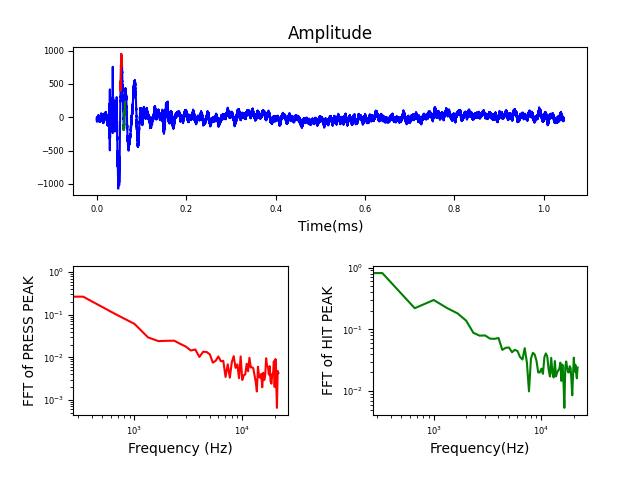 Amplitude
1000
500
0
−500
−1000
0.0 0.2 0.4 0.6 0.8 1.0
Time(ms)
FFT of PRESS PEAK
10⁰
10⁻¹
10⁻²
10⁻³
10³ 10⁴
Frequency (Hz)
FFT of HIT PEAK
10⁰
10⁻¹
10⁻²
10³ 10⁴
Frequency(Hz)